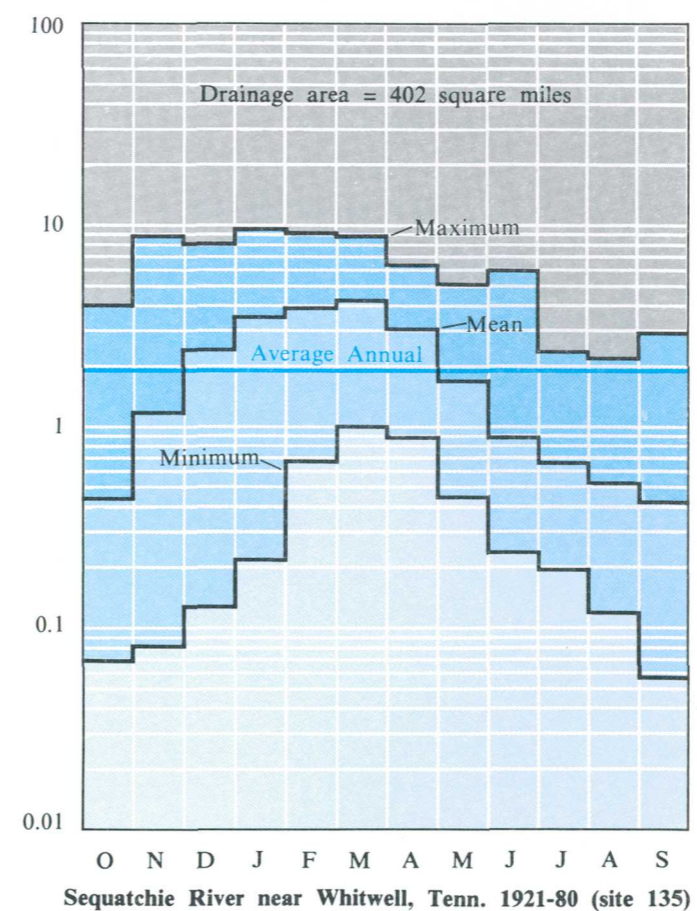 100
Drainage area = 402 square miles
10
Maximum
Mean
Average Annual
1
Minimum
0.1
0.01
O N D J F M A M J J A S
Sequatchie River near Whitwell, Tenn. 1921-80 (site 135)